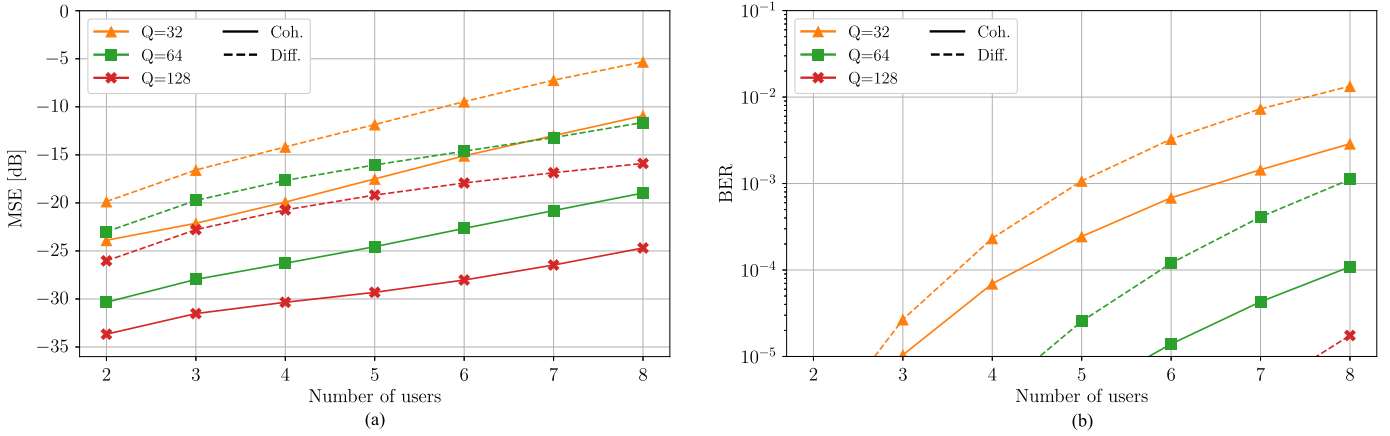 0
−5
−10
−15
−20
−25
−30
−35
MSE [dB]
Q=32
Q=64
Q=128
Coh.
Diff.
2 3 4 5 6 7 8
Number of users
(a)
10⁻¹
10⁻²
10⁻³
10⁻⁴
10⁻⁵
BER
Q=32
Q=64
Q=128
Coh.
Diff.
2 3 4 5 6 7 8
Number of users
(b)